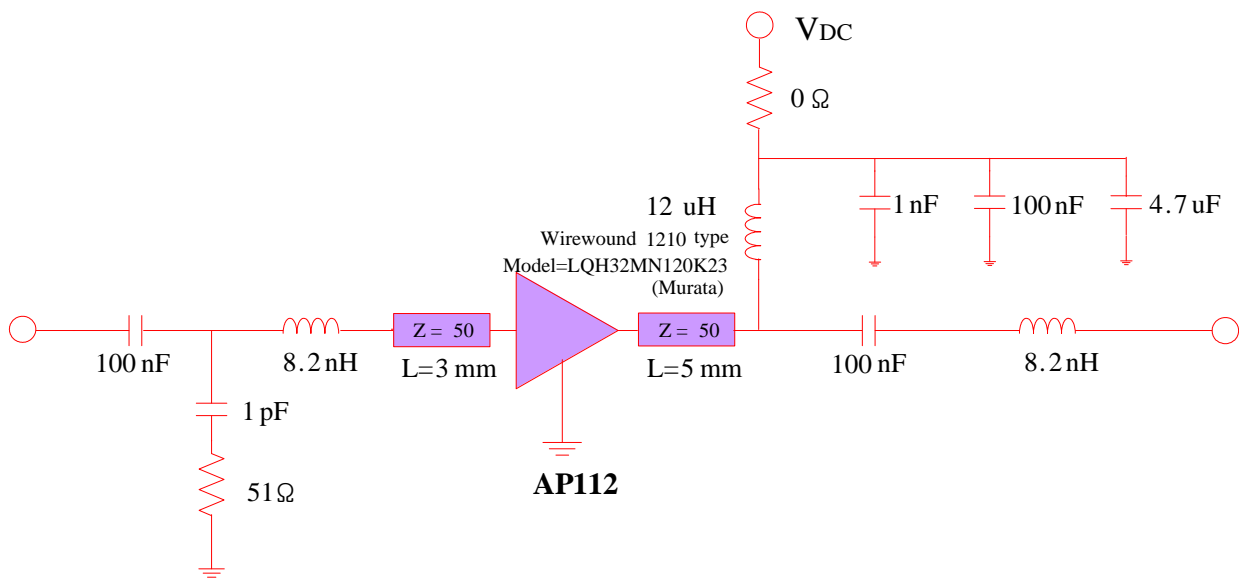 VDC
0 Ω
12 uH
Wirewound 1210 type
Model=LQH32MN120K23
(Murata)
1 nF
100 nF
4.7 uF
Z = 50
Z = 50
100 nF
8.2 nH
L=3 mm
L=5 mm
100 nF
8.2 nH
1 pF
51Ω
AP112